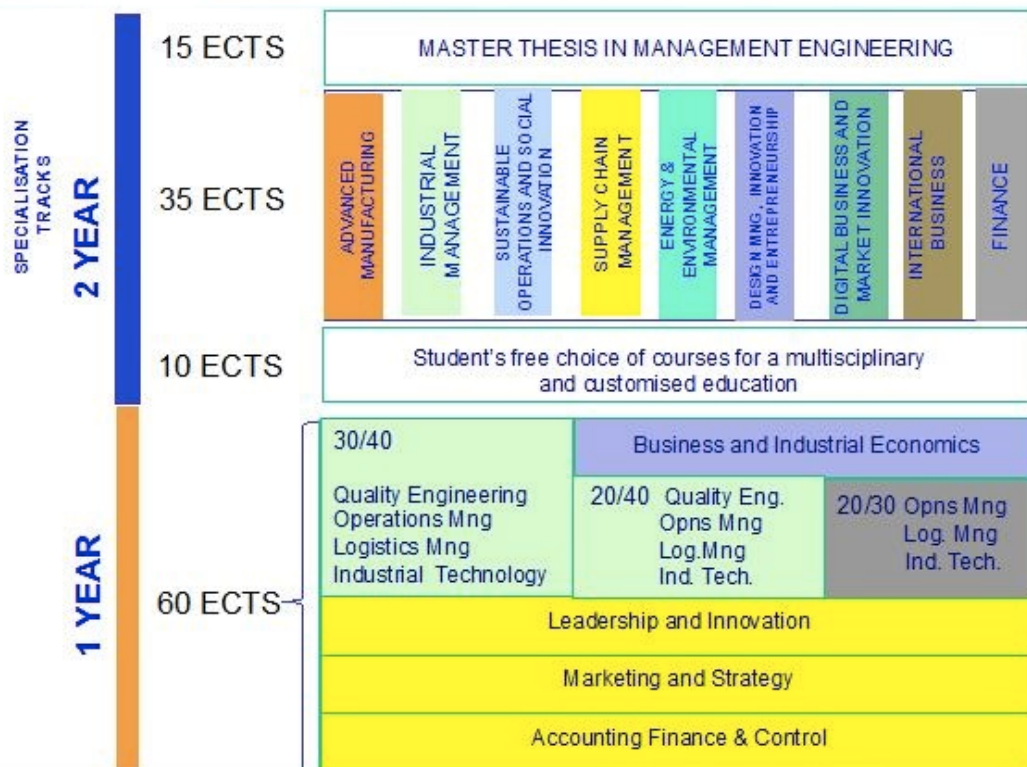 15 ECTS
MASTER THESIS IN MANAGEMENT ENGINEERING
SPECIALISATION
TRACKS
2 YEAR
35 ECTS
ADVANCED
MANUFACTURING
INDUSTRIAL
MANAGEMENT
SUSTAINABLE
OPERATIONS AND SOCIAL
INNOVATION
SUPPLY CHAIN
MANAGEMENT
ENERGY &
ENVIRONMENTAL
MANAGEMENT
DESIGN MNG, INNOVATION
AND ENTREPRENEURSHIP
DIGITAL BUSINESS AND
MARKET INNOVATION
INTERNATIONAL
BUSINESS
FINANCE
10 ECTS
Student's free choice of courses for a multisciplinary
and customised education
1 YEAR
60 ECTS
30/40
Quality Engineering
Operations Mng
Logistics Mng
Industrial Technology
Business and Industrial Economics
20/40 Quality Eng.
Opns Mng
Log.Mng
Ind. Tech.
20/30 Opns Mng
Log. Mng
Ind. Tech.
Leadership and Innovation
Marketing and Strategy
Accounting Finance & Control